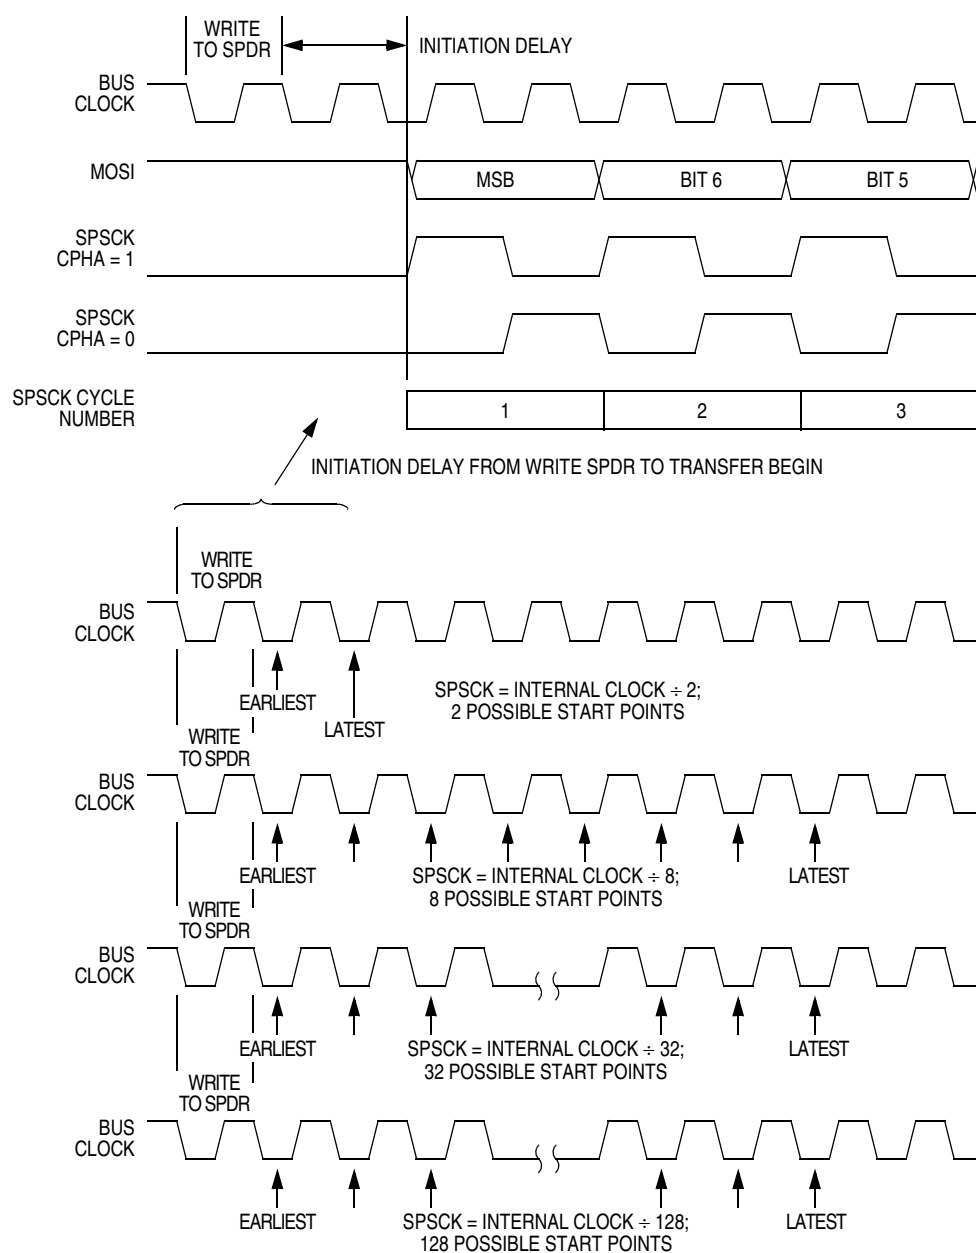 WRITE
TO SPDR
INITIATION DELAY
BUS
CLOCK
MOSI
MSB
BIT 6
BIT 5
SPSCK
CPHA = 1
SPSCK
CPHA = 0
SPSCK CYCLE
NUMBER
1
2
3
INITIATION DELAY FROM WRITE SPDR TO TRANSFER BEGIN
WRITE
TO SPDR
BUS
CLOCK
EARLIEST
LATEST
SPSCK = INTERNAL CLOCK ÷ 2;
2 POSSIBLE START POINTS
WRITE
TO SPDR
BUS
CLOCK
EARLIEST
SPSCK = INTERNAL CLOCK ÷ 8;
8 POSSIBLE START POINTS
LATEST
WRITE
TO SPDR
BUS
CLOCK
EARLIEST
SPSCK = INTERNAL CLOCK ÷ 32;
32 POSSIBLE START POINTS
LATEST
WRITE
TO SPDR
BUS
CLOCK
EARLIEST
SPSCK = INTERNAL CLOCK ÷ 128;
128 POSSIBLE START POINTS
LATEST